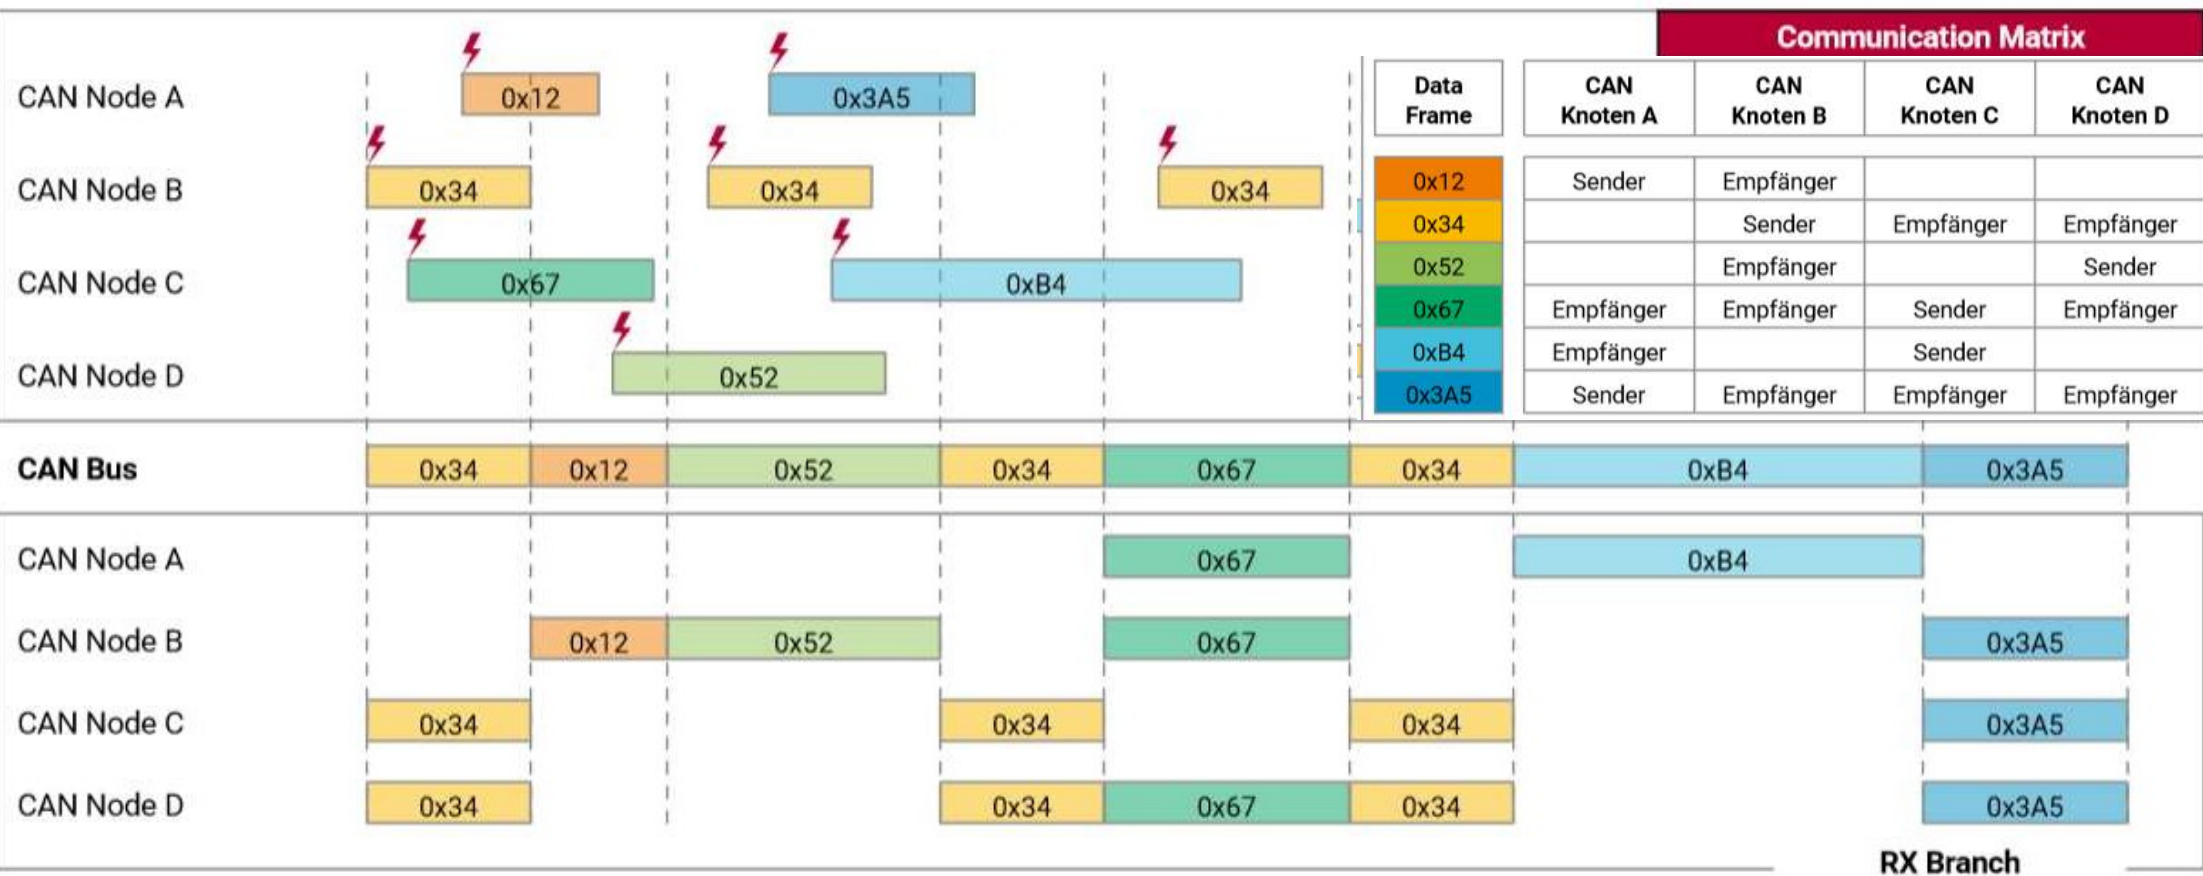 Communication Matrix
Data Frame CAN Knoten A CAN Knoten B CAN Knoten C CAN Knoten D
0x12 Sender Empfänger
0x34 Sender Empfänger Empfänger
0x52 Empfänger Sender
0x67 Empfänger Empfänger Sender Empfänger
0xB4 Empfänger Sender
0x3A5 Sender Empfänger Empfänger Empfänger
CAN Node A 0x12 0x3A5
CAN Node B 0x34 0x34 0x34
CAN Node C 0x67 0xB4
CAN Node D 0x52
CAN Bus 0x34 0x12 0x52 0x34 0x67 0x34 0xB4 0x3A5
CAN Node A 0x67 0xB4
CAN Node B 0x12 0x52 0x67 0x3A5
CAN Node C 0x34 0x34 0x34 0x3A5
CAN Node D 0x34 0x34 0x67 0x34 0x3A5
RX Branch